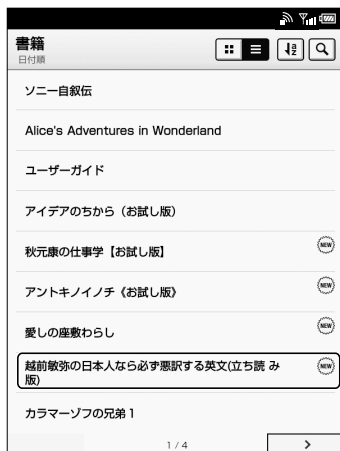 書籍
日付順
ソニー自叙伝
Alice's Adventures in Wonderland
ユーザーガイド
アイデアのちから（お試し版）
秋元康の仕事学【お試し版】
NEW
アントキノイノチ《お試し版》
NEW
愛しの座敷わらし
NEW
越前敏弥の日本人なら必ず悪訳する英文(立ち読 み
版)
NEW
カラマーゾフの兄弟 1
1 / 4